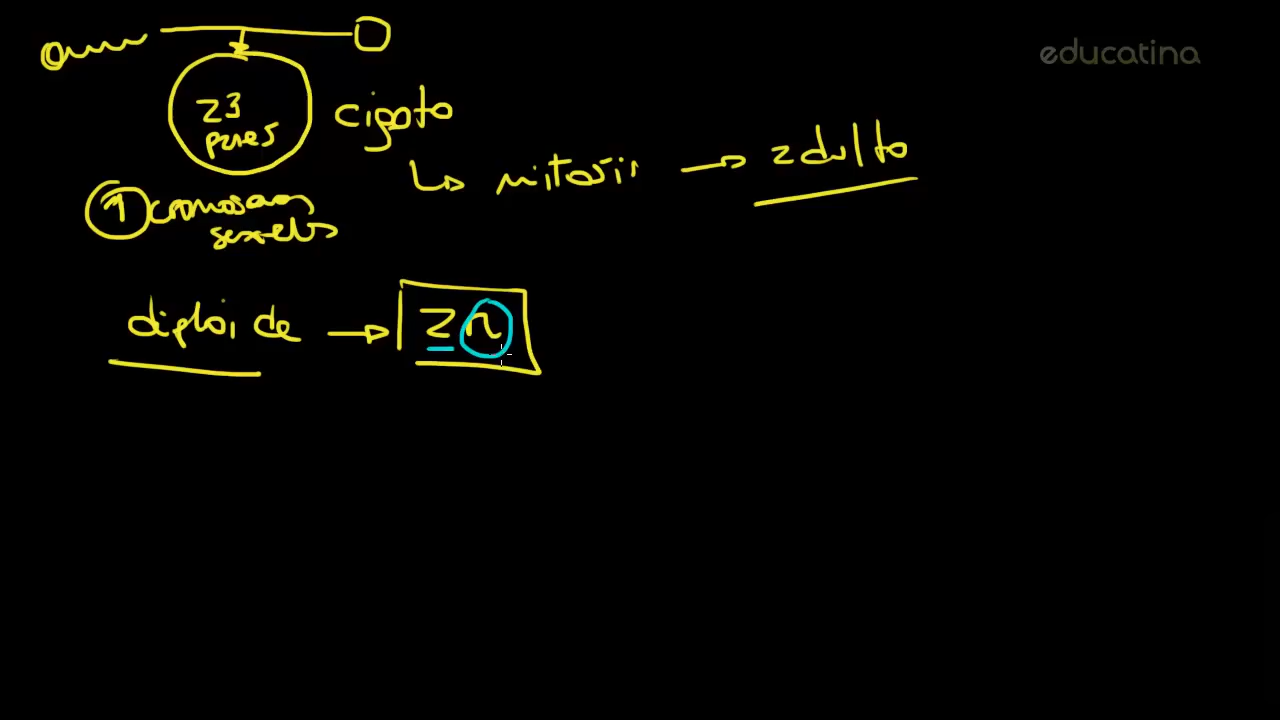 educatina
23
pares
cigoto
↳ mitosis → adulto
1 cromosomas
sexuales
diploide → 2n